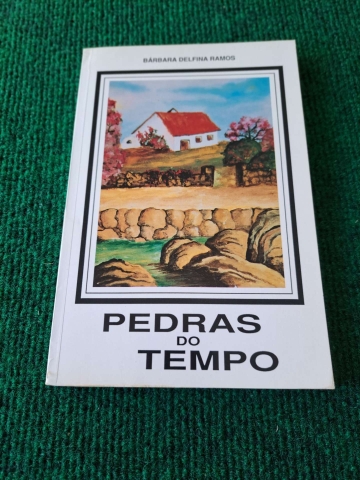 BÁRBARA DELFINA RAMOS
PEDRAS
DO
TEMPO